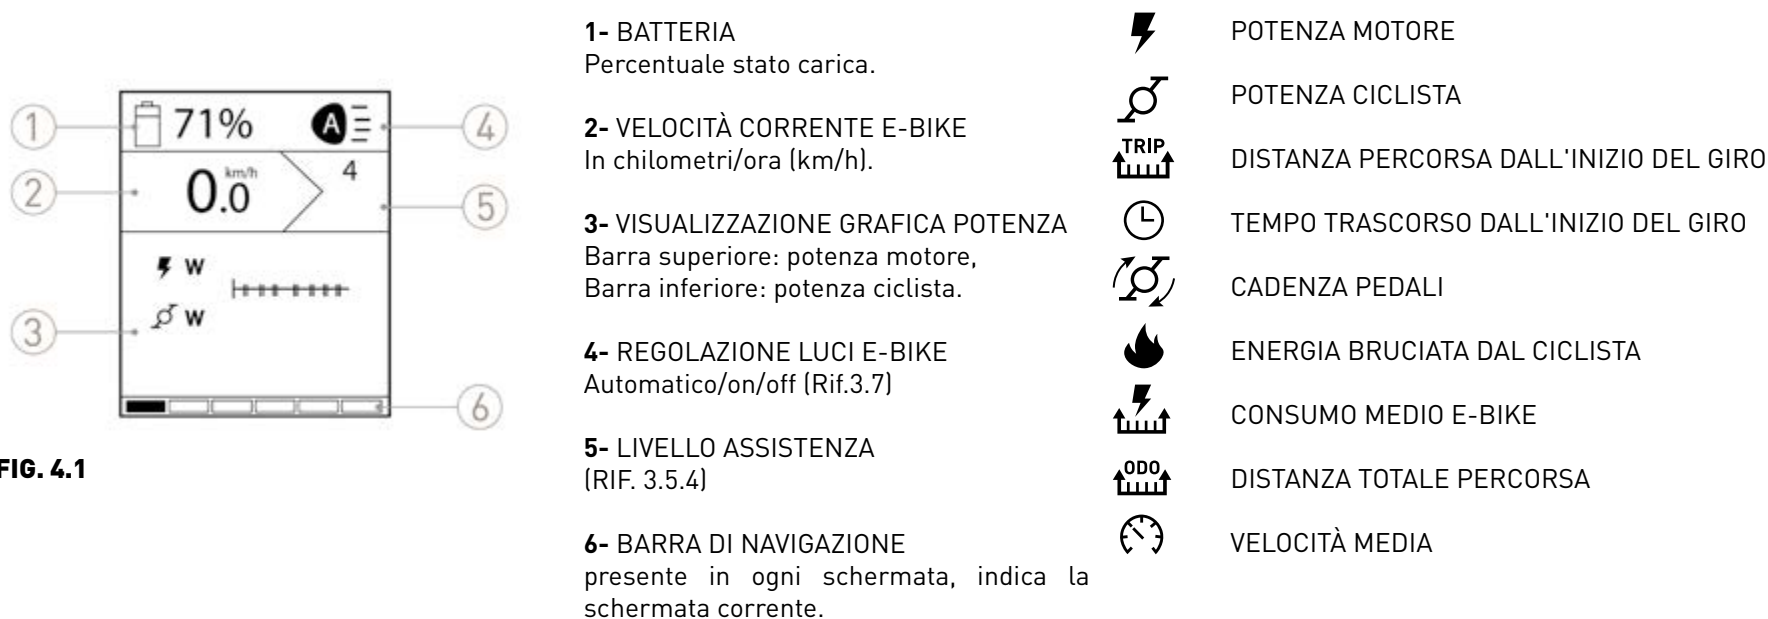 1
2
3
4
5
6
71%
A
km/h
0.0
4
W
W
FIG. 4.1
1- BATTERIA
Percentuale stato carica.
2- VELOCITÀ CORRENTE E-BIKE
In chilometri/ora (km/h).
3- VISUALIZZAZIONE GRAFICA POTENZA
Barra superiore: potenza motore,
Barra inferiore: potenza ciclista.
4- REGOLAZIONE LUCI E-BIKE
Automatico/on/off (Rif.3.7)
5- LIVELLO ASSISTENZA
(RIF. 3.5.4)
6- BARRA DI NAVIGAZIONE
presente in ogni schermata, indica la
schermata corrente.
POTENZA MOTORE
POTENZA CICLISTA
TRIP DISTANZA PERCORSA DALL'INIZIO DEL GIRO
TEMPO TRASCORSO DALL'INIZIO DEL GIRO
CADENZA PEDALI
ENERGIA BRUCIATA DAL CICLISTA
CONSUMO MEDIO E-BIKE
ODO DISTANZA TOTALE PERCORSA
VELOCITÀ MEDIA